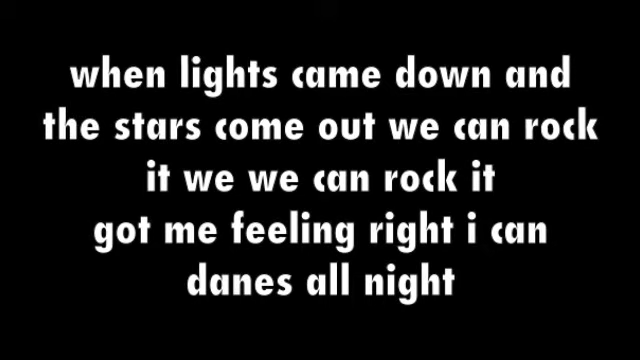 when lights came down and
the stars come out we can rock
it we we can rock it
got me feeling right i can
danes all night